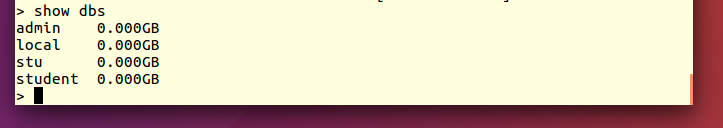 > show dbs
admin    0.000GB
local    0.000GB
stu      0.000GB
student  0.000GB
>